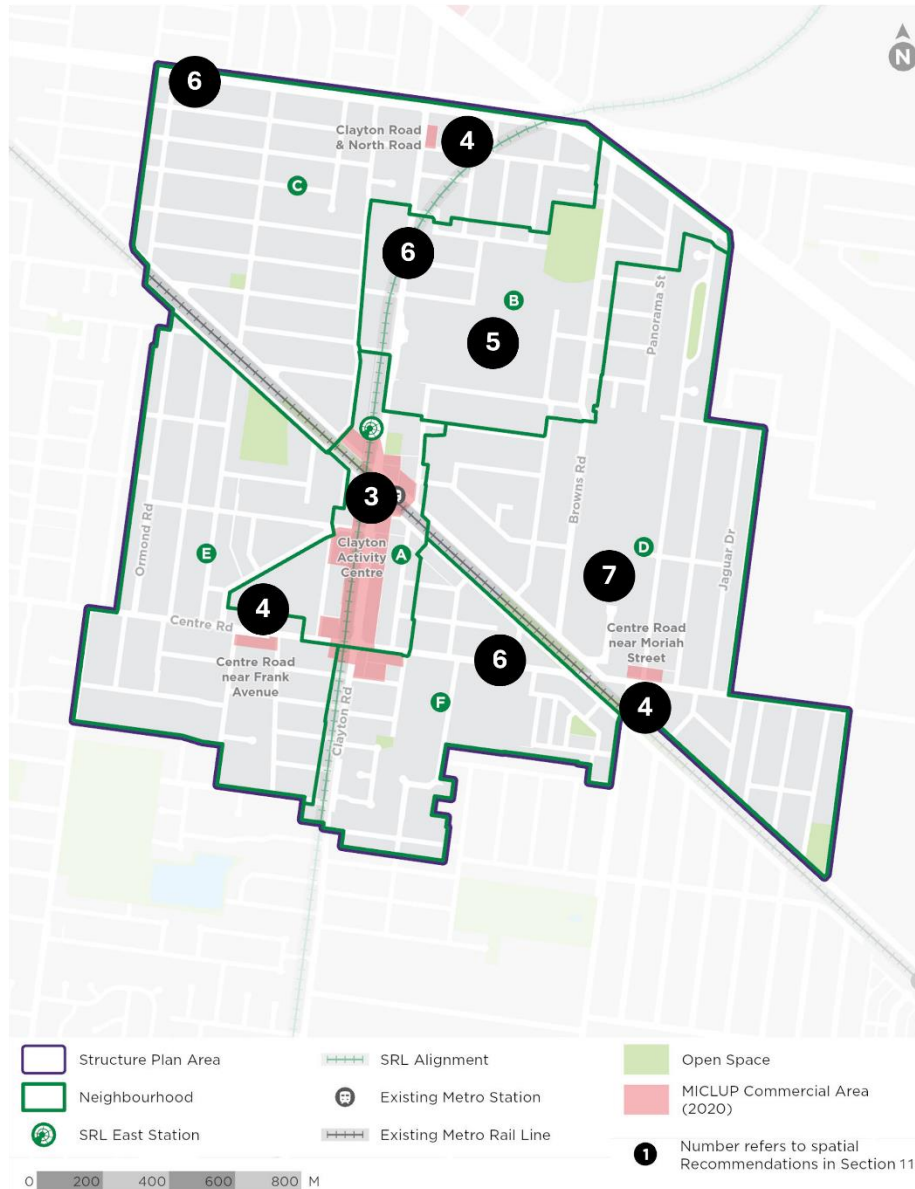 N
6
Clayton Road
& North Road
4
C
6
B
5
Panorama St
3
Browns Rd
Ormond Rd
Clayton
Activity
Centre
A
E
D
7
Jaguar Dr
4
Centre Rd
Centre Road
near Frank
Avenue
6
Centre Road
near Moriah
Street
4
F
Clayton Rd
Structure Plan Area
SRL Alignment
Open Space
Neighbourhood
Existing Metro Station
MICLUP Commercial Area
(2020)
SRL East Station
Existing Metro Rail Line
1
Number refers to spatial
Recommendations in Section 11
0 200 400 600 800 M